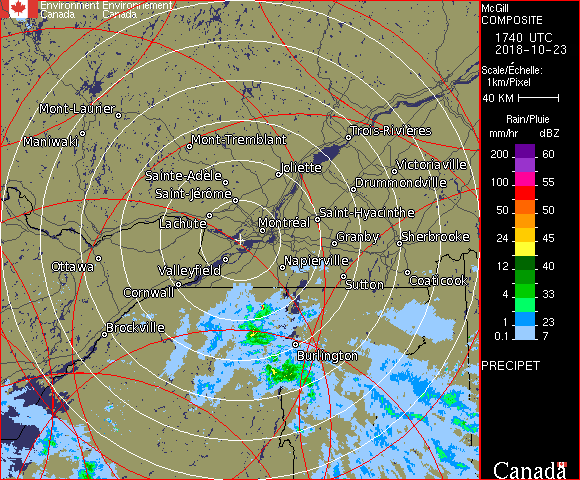 Environment Environnement
Canada Canada
McGill
COMPOSITE
1740 UTC
2018-10-23
Scale/Échelle:
1km/Pixel
40 KM
Rain/Pluie
mm/hr dBZ
200 60
100 55
50 50
24 45
12 40
4 33
2 23
0.1 7
PRECIPET
Canada
Mont-Laurier
Maniwaki
Mont-Tremblant
Trois-Rivières
Joliette
Victoriaville
Sainte-Adèle
Drummondville
Saint-Jérôme
Saint-Hyacinthe
Lachute
Montréal
Granby
Sherbrooke
Ottawa
Valleyfield
Napierville
Cornwall
Sutton
Coaticook
Brockville
Burlington